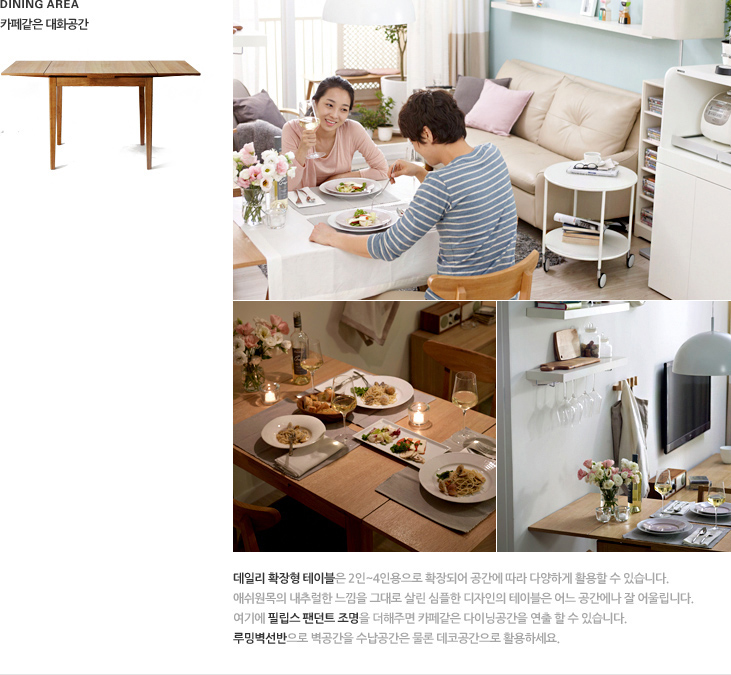 DINING AREA
카페같은 대화공간
데일리 확장형 테이블은 2인~4인용으로 확장되어 공간에 따라 다양하게 활용할 수 있습니다.
애쉬원목의 내추럴한 느낌을 그대로 살린 심플한 디자인의 테이블은 어느 공간에나 잘 어울립니다.
여기에 필립스 팬던트 조명을 더해주면 카페같은 다이닝공간을 연출 할 수 있습니다.
루밍벽선반으로 벽공간을 수납공간은 물론 데코공간으로 활용하세요.